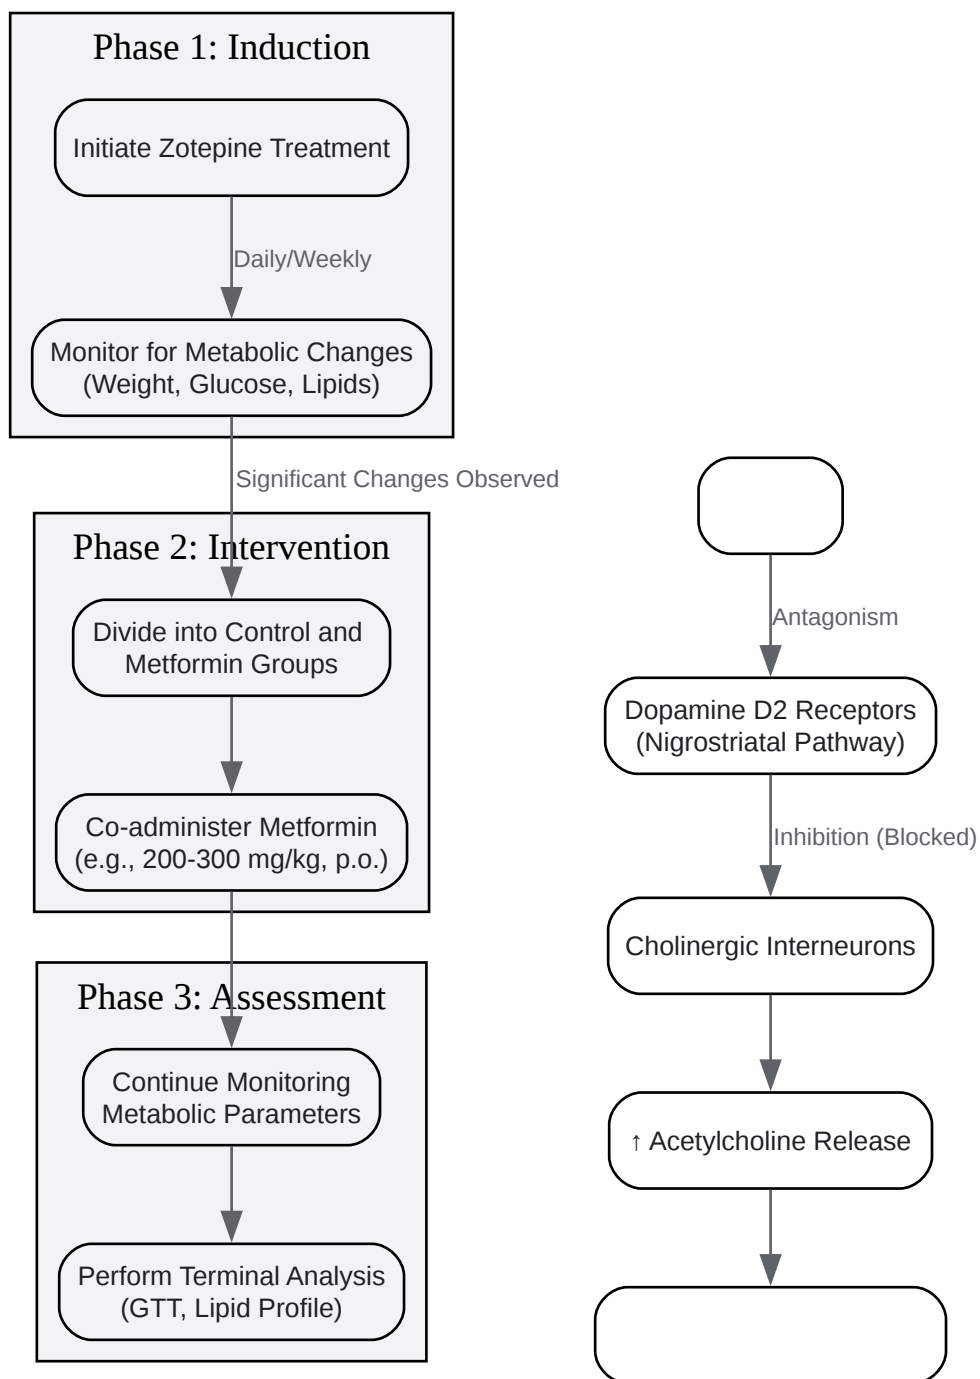 Phase 1: Induction
Initiate Zotepine Treatment
Daily/Weekly
Monitor for Metabolic Changes
(Weight, Glucose, Lipids)
Significant Changes Observed
Phase 2: Intervention
Divide into Control and
Metformin Groups
Co-administer Metformin
(e.g., 200-300 mg/kg, p.o.)
Phase 3: Assessment
Continue Monitoring
Metabolic Parameters
Perform Terminal Analysis
(GTT, Lipid Profile)
Antagonism
Dopamine D2 Receptors
(Nigrostriatal Pathway)
Inhibition (Blocked)
Cholinergic Interneurons
↑ Acetylcholine Release